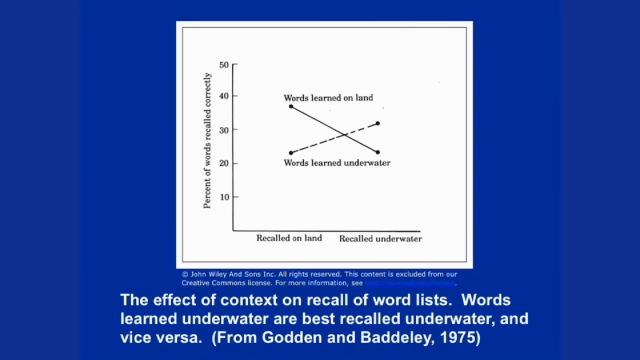 50
40
30
20
10
Percent of words recalled correctly
Words learned on land
Words learned underwater
Recalled on land
Recalled underwater
© John Wiley And Sons Inc. All rights reserved. This content is excluded from our
Creative Commons license. For more information, see
The effect of context on recall of word lists. Words
learned underwater are best recalled underwater, and
vice versa. (From Godden and Baddeley, 1975)